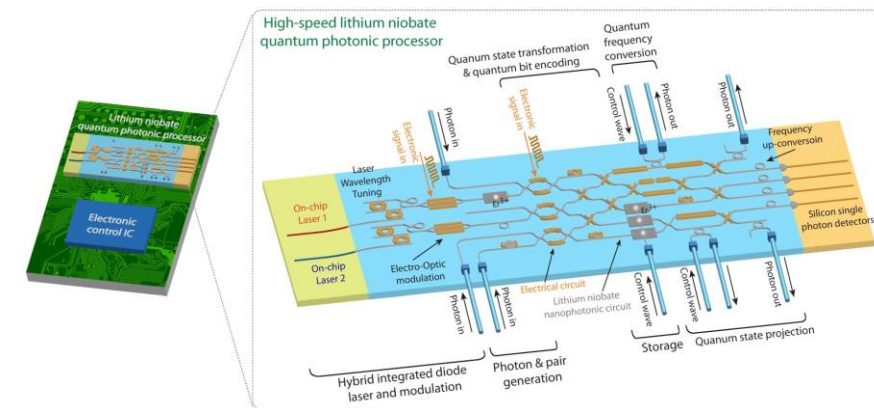 High-speed lithium niobate
quantum photonic processor
Quanum state transformation
& quantum bit encoding
Quantum
frequency
conversion
Lithium niobate
quantum photonic processor
Electronic
control IC
Photon in
Electronic
signal in
Electronic
signal in
Control wave
Photon out
Photon out
Frequency
up-conversoin
Laser
Wavelength
Tuning
On-chip
Laser 1
On-chip
Laser 2
Er3+
Er3+
Silicon single
photon detectors
Electro-Optic
modulation
Electrical circuit
Lithium niobate
nanophotonic circuit
Photon in
Photon in
Control wave
Control wave
Photon out
Hybrid integrated diode
laser and modulation
Photon & pair
generation
Storage
Quanum state projection